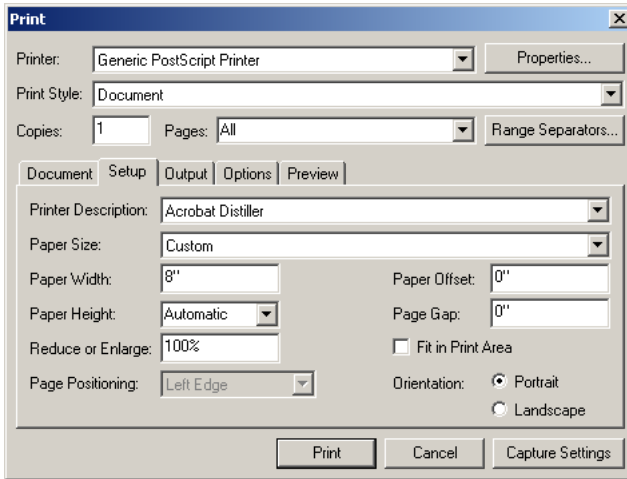 Print
Printer: Generic PostScript Printer Properties...
Print Style: Document
Copies: 1 Pages: All Range Separators...
Document Setup Output Options Preview
Printer Description: Acrobat Distiller
Paper Size: Custom
Paper Width: 8" Paper Offset: 0"
Paper Height: Automatic Page Gap: 0"
Reduce or Enlarge: 100% Fit in Print Area
Page Positioning: Left Edge Orientation: Portrait
Landscape
Print Cancel Capture Settings